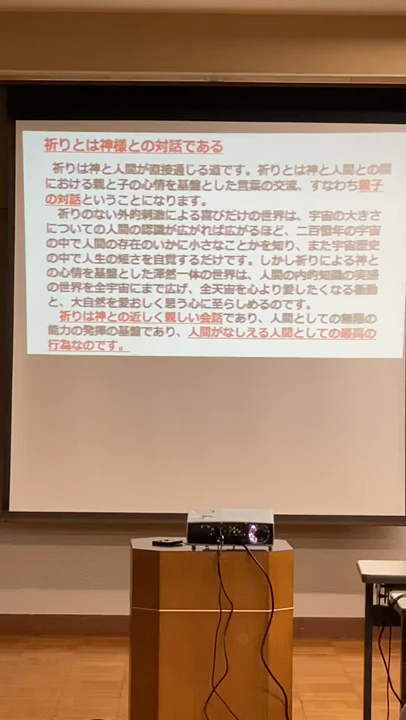 祈りとは神様との対話である
祈りは神と人間が直接通じる道です。祈りとは神と人間との間
における親と子の心情を基盤とした言葉の交流、すなわち親子
の対話ということになります。
祈りのない外的刺激による喜びだけの世界は、宇宙の大きさ
についての人間の認識が広がれば広がるほど、二百億年の宇宙
の中で人間の存在のいかに小さなことかを知り、また宇宙歴史
の中で人生の短さを自覚するだけです。しかし祈りによる神と
の心情を基盤とした渾然一体の世界は、人間の内的知識の実感
の世界を全宇宙にまで広げ、全天宙を心より愛したくなる衝動
と、大自然を愛おしく思う心に至らしめるのです。
祈りは神との近しく親しい会話であり、人間としての無限の
能力の発揮の基盤であり、人間がなしえる人間としての最高の
行為なのです。